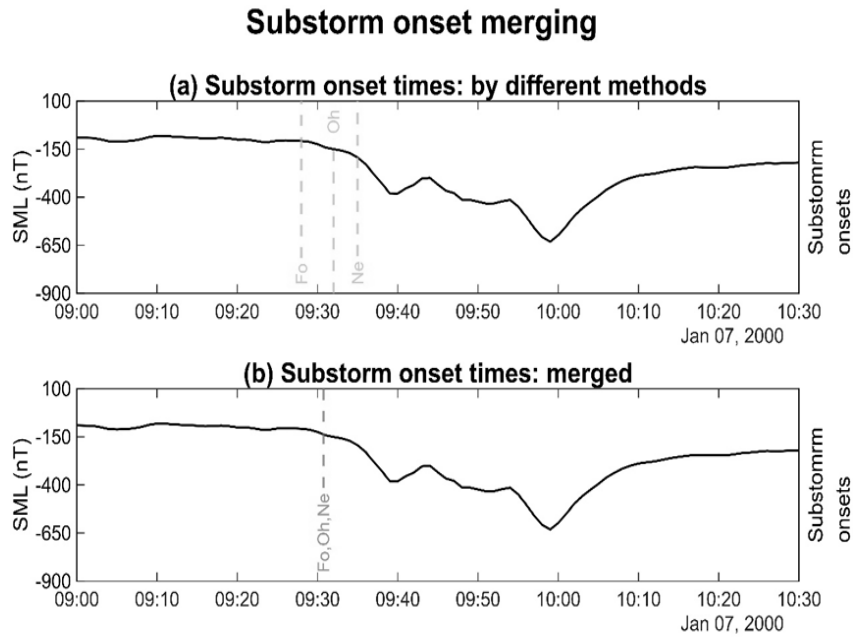 Substorm onset merging
(a) Substorm onset times: by different methods
100
-150
-400
-650
-900
SML (nT)
Fo
Oh
Ne
Substomrm
onsets
09:00 09:10 09:20 09:30 09:40 09:50 10:00 10:10 10:20 10:30
Jan 07, 2000
(b) Substorm onset times: merged
100
-150
-400
-650
-900
SML (nT)
Fo,Oh,Ne
Substomrm
onsets
09:00 09:10 09:20 09:30 09:40 09:50 10:00 10:10 10:20 10:30
Jan 07, 2000